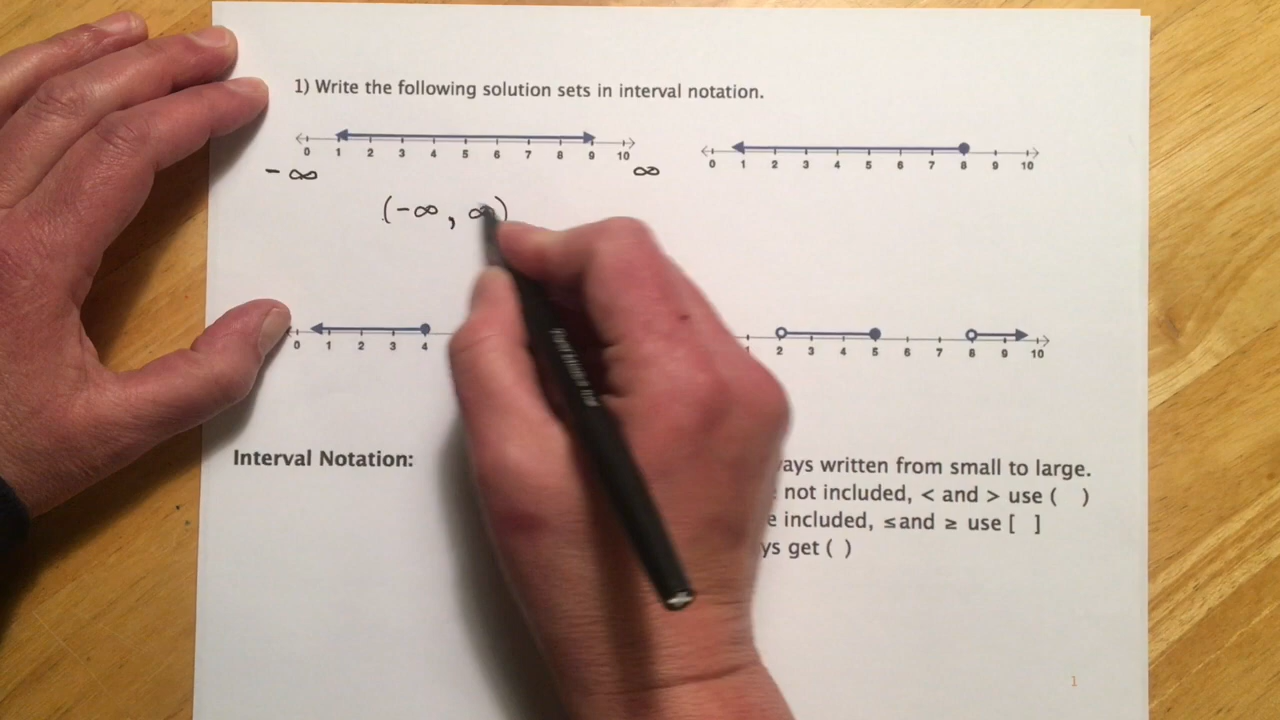 1) Write the following solution sets in interval notation.
0 1 2 3 4 5 6 7 8 9 10
- ∞ ∞
0 1 2 3 4 5 6 7 8 9 10
(-∞, ∞)
0 1 2 3 4
2 3 4 5 6 7 8 9 10
Interval Notation:
written from small to large.
not included, < and > use ( )
included, ≤and ≥ use [ ]
get ( )
1